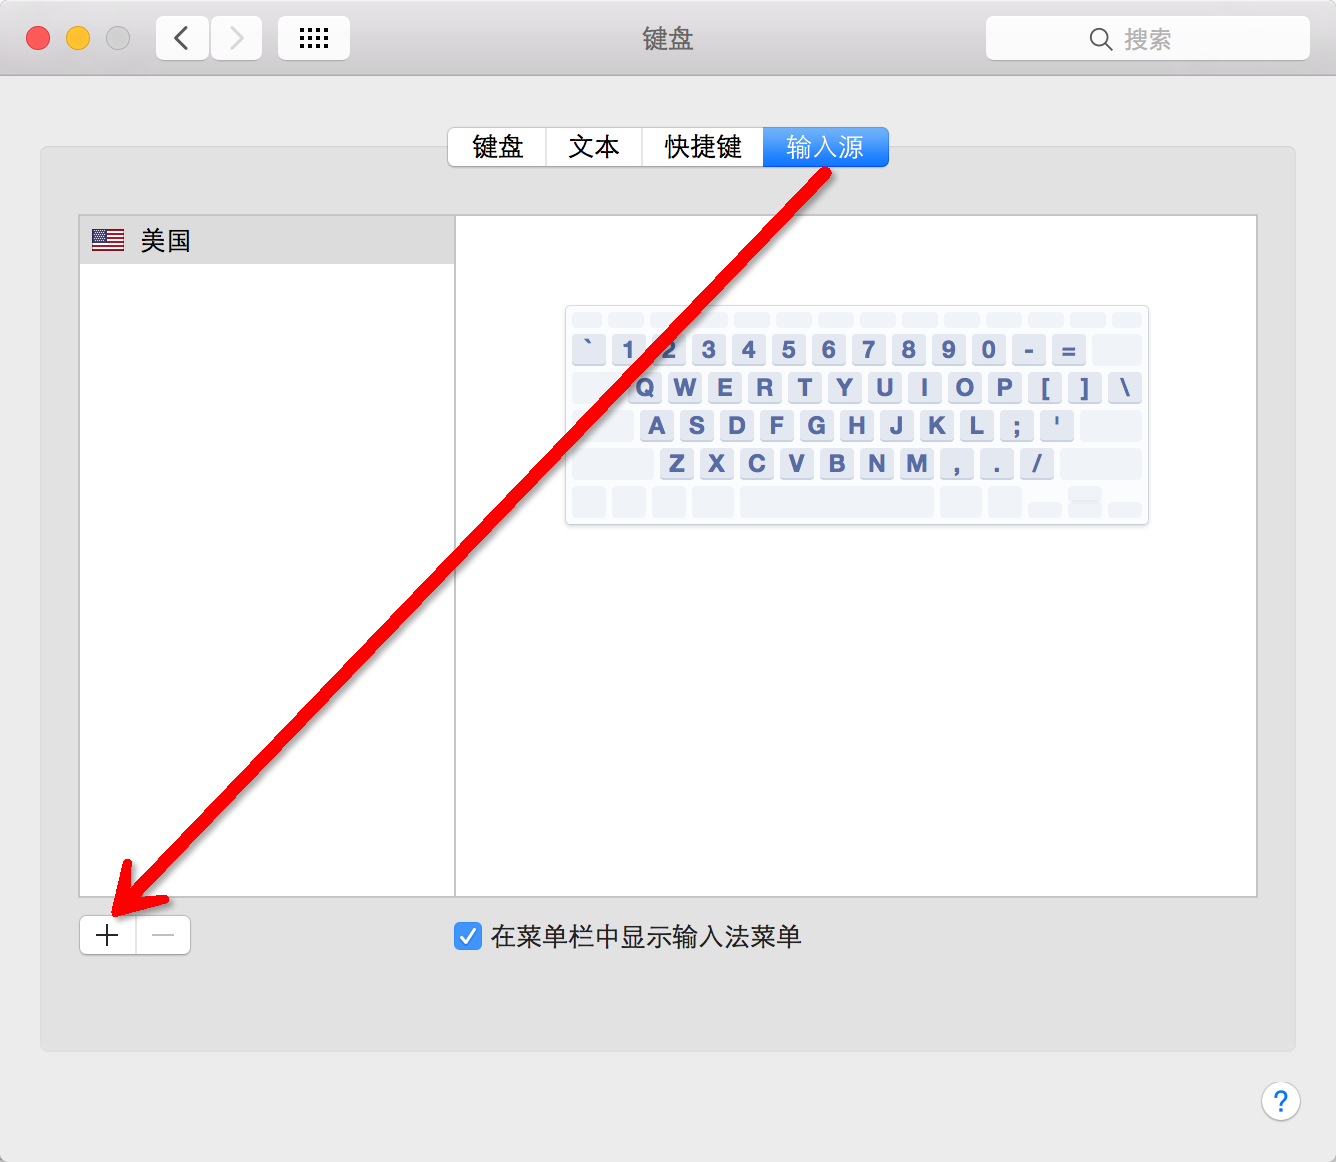 键盘
搜索
键盘 文本 快捷键 输入源
美国
` 1 2 3 4 5 6 7 8 9 0 - =
Q W E R T Y U I O P [ ] \
A S D F G H J K L ; '
Z X C V B N M , . /
在菜单栏中显示输入法菜单
?